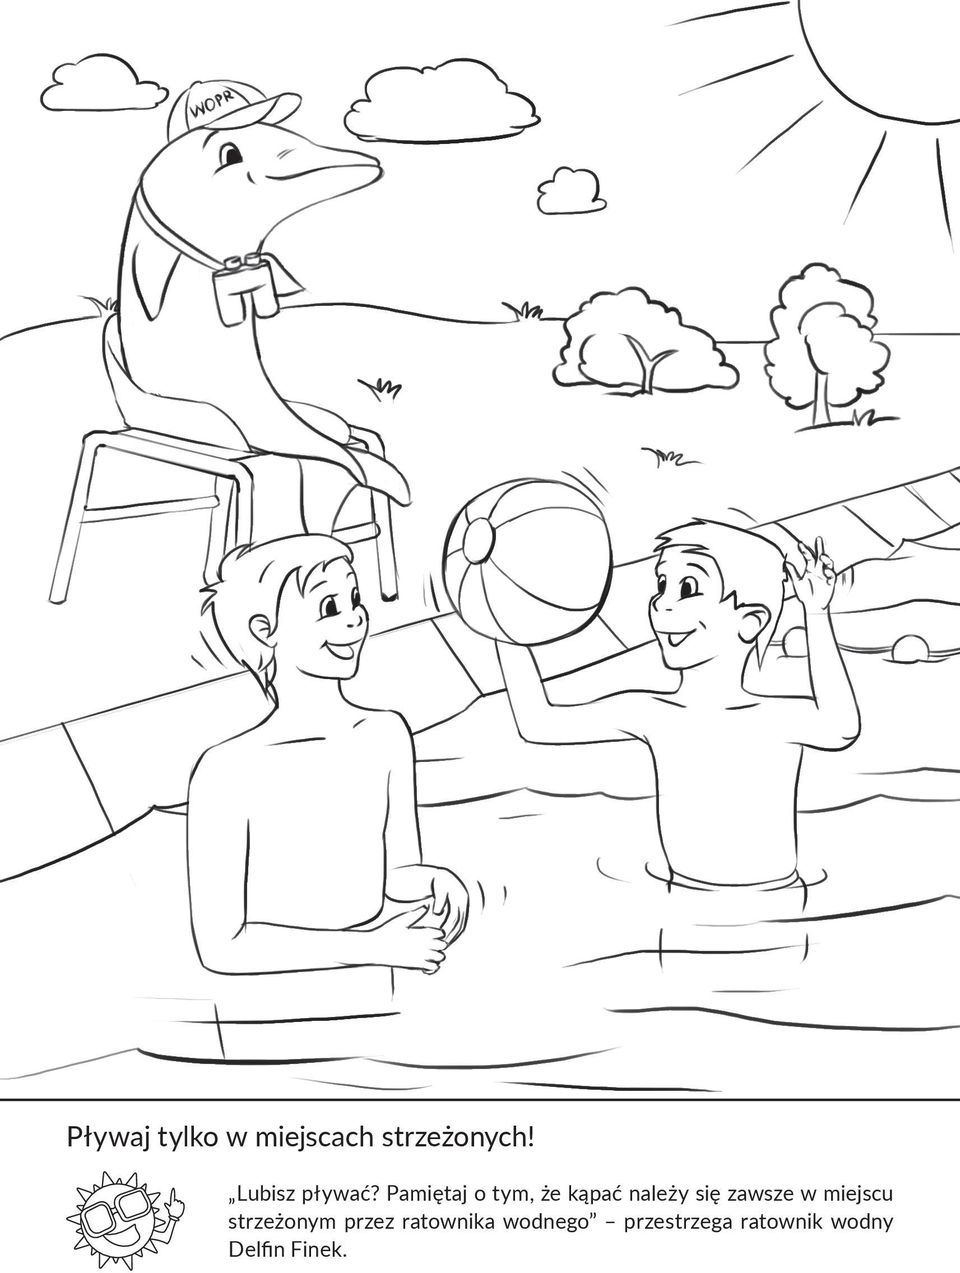 WOPR
Pływaj tylko w miejscach strzeżonych!
„Lubisz pływać? Pamiętaj o tym, że kąpać należy się zawsze w miejscu
strzeżonym przez ratownika wodnego” – przestrzega ratownik wodny
Delfin Finek.